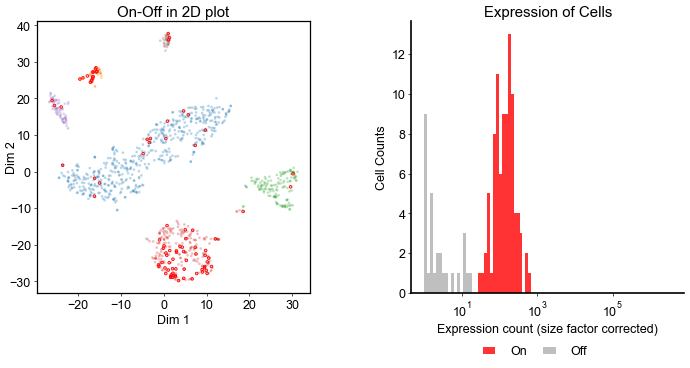 On-Off in 2D plot
40
30
20
10
0
−10
−20
−30
Dim 2
−20 −10 0 10 20 30
Dim 1
Expression of Cells
12
10
8
6
4
2
0
Cell Counts
10^1 10^3 10^5
Expression count (size factor corrected)
On Off